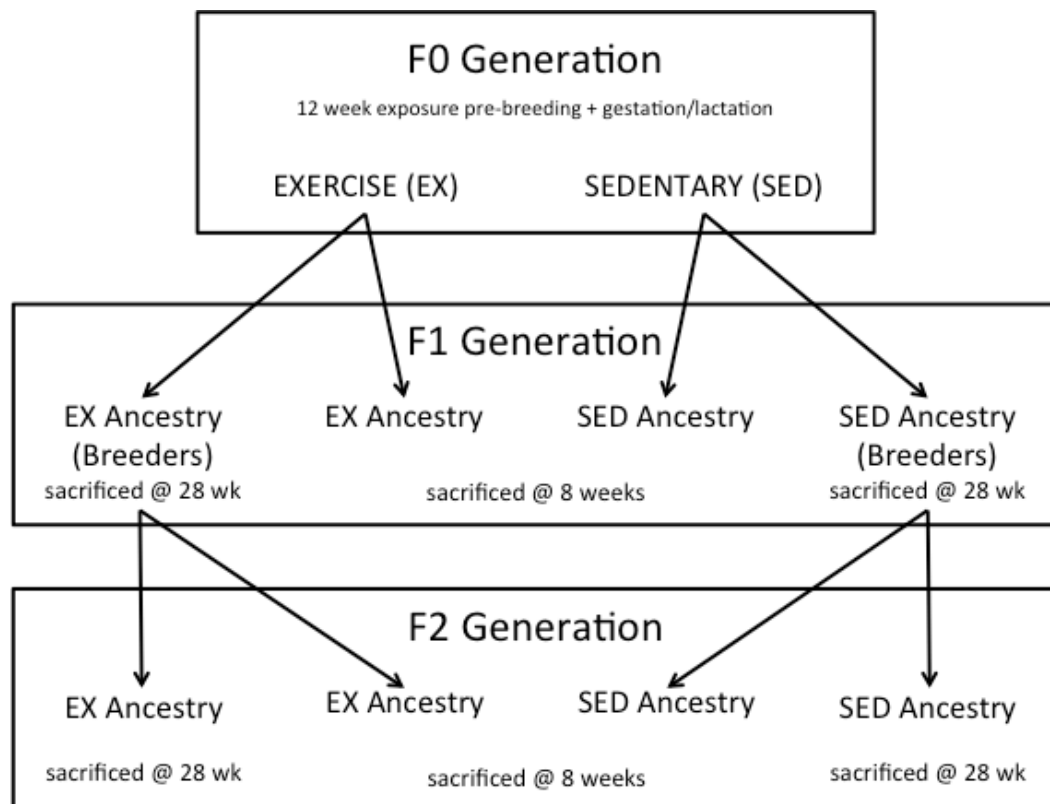 F0 Generation
12 week exposure pre-breeding + gestation/lactation
EXERCISE (EX)
SEDENTARY (SED)
F1 Generation
EX Ancestry
(Breeders)
sacrificed @ 28 wk
EX Ancestry
SED Ancestry
sacrificed @ 8 weeks
SED Ancestry
(Breeders)
sacrificed @ 28 wk
F2 Generation
EX Ancestry
sacrificed @ 28 wk
EX Ancestry
SED Ancestry
sacrificed @ 8 weeks
SED Ancestry
sacrificed @ 28 wk